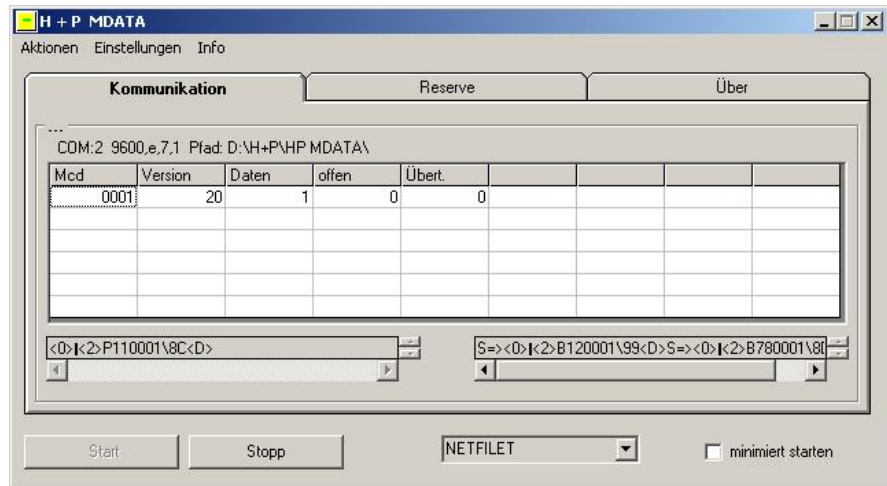 H + P MDATA
Aktionen Einstellungen Info
Kommunikation Reserve Über
...
COM:2 9600,e,7,1 Pfad: D:\H+P\HP MDATA\
Mcd Version Daten offen Übert.
0001 20 1 0 0
<0>|<2>P110001\8C<D> S=><0>|<2>B120001\99<D>S=><0>|<2>B780001\8[
Start Stopp NETFILET minimiert starten